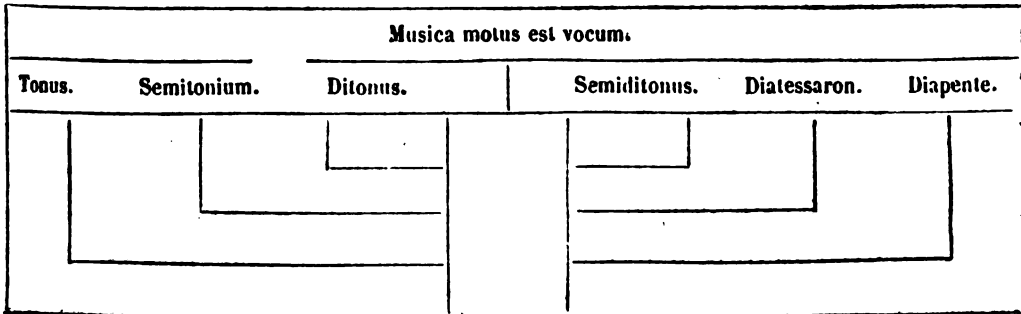 Musica motus est vocum.
Tonus. Semitonium. Ditonus. Semiditonus. Diatessaron. Diapente.